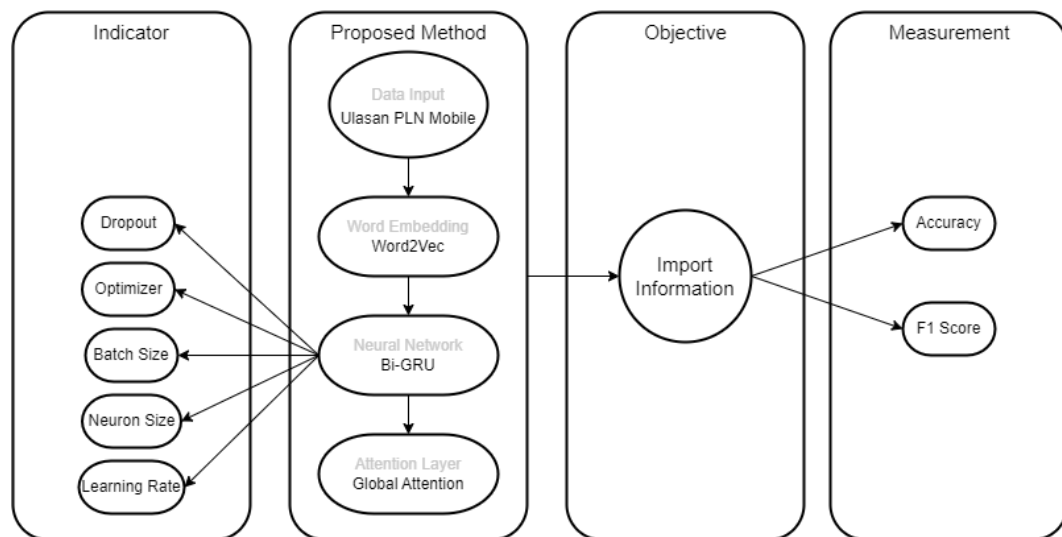 Indicator
Dropout
Optimizer
Batch Size
Neuron Size
Learning Rate
Proposed Method
Data Input
Ulasan PLN Mobile
Word Embedding
Word2Vec
Neural Network
Bi-GRU
Attention Layer
Global Attention
Objective
Import
Information
Measurement
Accuracy
F1 Score